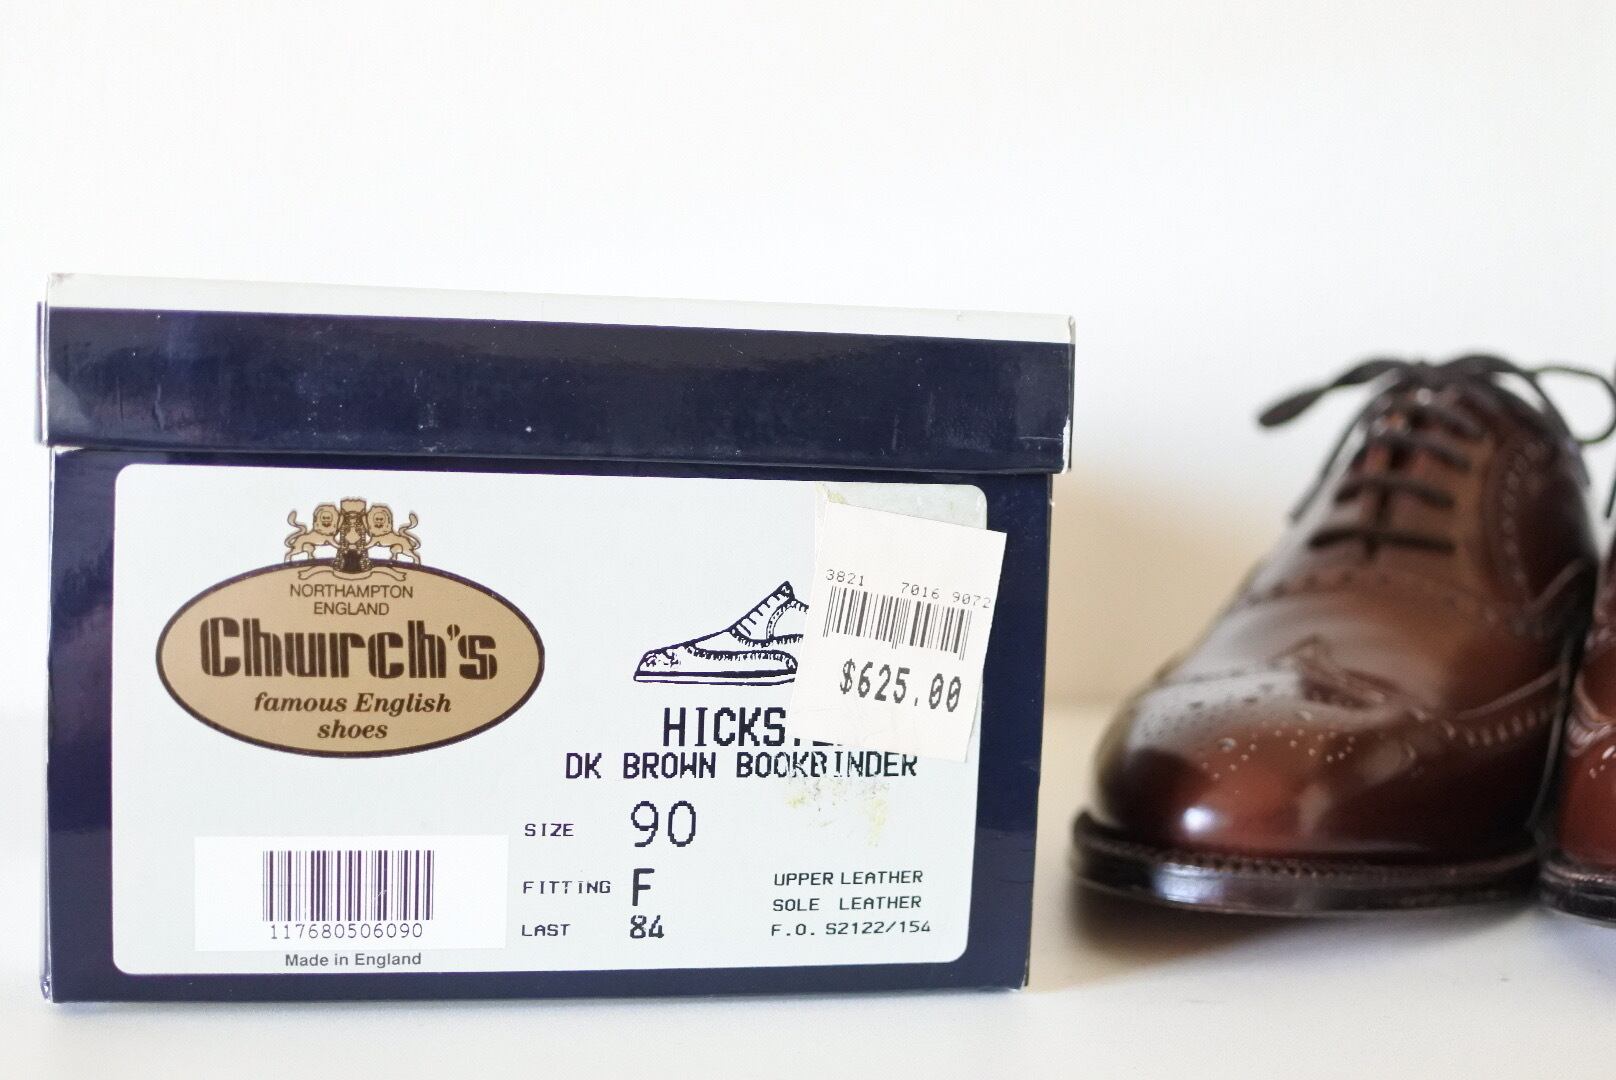 NORTHAMPTON
ENGLAND
Church's
famous English
shoes
3821 7016 9072
$625.00
DK BROWN BOOKBINDER
SIZE 90
FITTING F
LAST 84
UPPER LEATHER
SOLE LEATHER
F.O. S2122/154
117680506090
Made in England